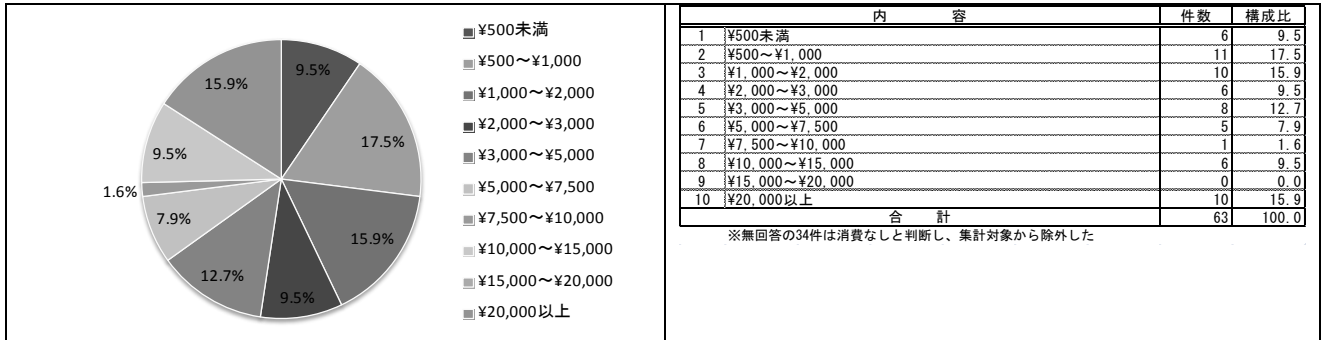 9.5%
17.5%
15.9%
9.5%
12.7%
7.9%
1.6%
9.5%
15.9%
¥500未満
¥500～¥1,000
¥1,000～¥2,000
¥2,000～¥3,000
¥3,000～¥5,000
¥5,000～¥7,500
¥7,500～¥10,000
¥10,000～¥15,000
¥15,000～¥20,000
¥20,000以上
内 容 件数 構成比
1 ¥500未満 6 9.5
2 ¥500～¥1,000 11 17.5
3 ¥1,000～¥2,000 10 15.9
4 ¥2,000～¥3,000 6 9.5
5 ¥3,000～¥5,000 8 12.7
6 ¥5,000～¥7,500 5 7.9
7 ¥7,500～¥10,000 1 1.6
8 ¥10,000～¥15,000 6 9.5
9 ¥15,000～¥20,000 0 0.0
10 ¥20,000以上 10 15.9
合 計 63 100.0
※無回答の34件は消費なしと判断し、集計対象から除外した